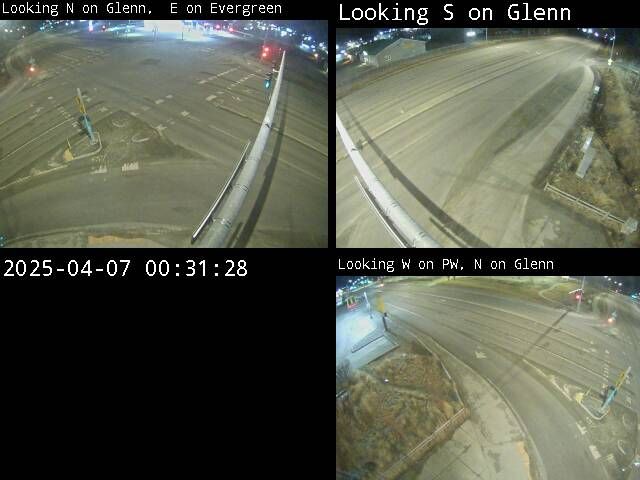 Looking N on Glenn,  E on Evergreen
Looking S on Glenn
2025-04-07 00:31:28
Looking W on PW, N on Glenn